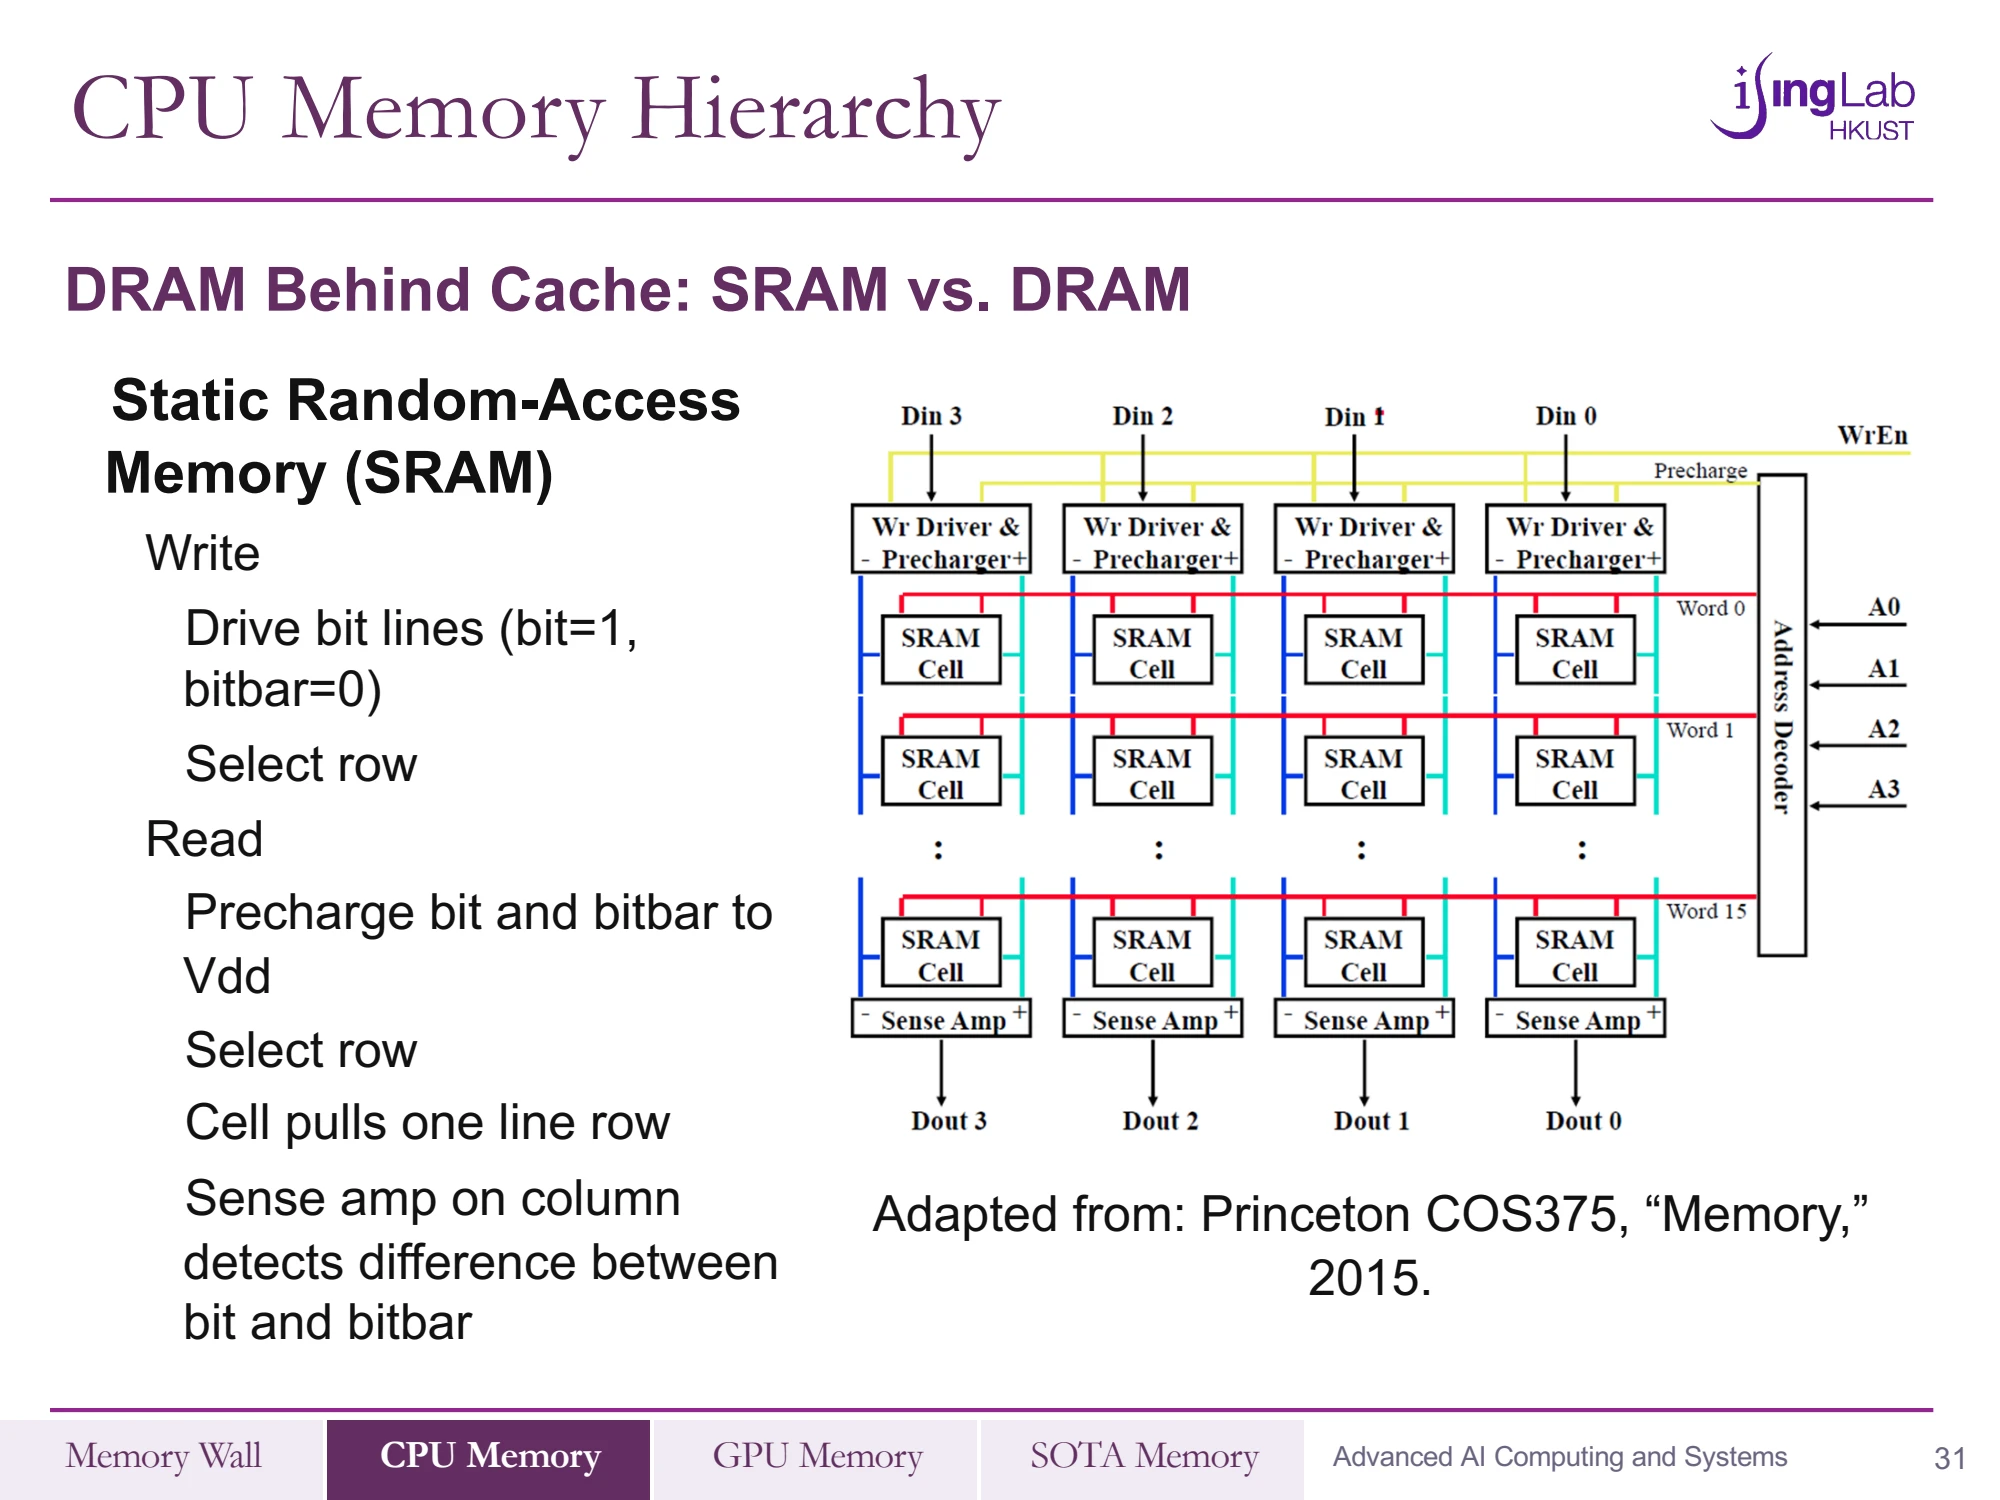 CPU Memory Hierarchy
iSingLab
HKUST
DRAM Behind Cache: SRAM vs. DRAM
Static Random-Access
Memory (SRAM)
Write
Drive bit lines (bit=1,
bitbar=0)
Select row
Read
Precharge bit and bitbar to
Vdd
Select row
Cell pulls one line row
Sense amp on column
detects difference between
bit and bitbar
Din 3 Din 2 Din 1 Din 0
WrEn
Precharge
Wr Driver & Wr Driver & Wr Driver & Wr Driver &
- Precharger+ - Precharger+ - Precharger+ - Precharger+
Word 0
SRAM SRAM SRAM SRAM
Cell Cell Cell Cell
Word 1
SRAM SRAM SRAM SRAM
Cell Cell Cell Cell
: : : :
Word 15
SRAM SRAM SRAM SRAM
Cell Cell Cell Cell
- Sense Amp + - Sense Amp + - Sense Amp + - Sense Amp +
Dout 3 Dout 2 Dout 1 Dout 0
Address Decoder
A0
A1
A2
A3
Adapted from: Princeton COS375, “Memory,”
2015.
Memory Wall CPU Memory GPU Memory SOTA Memory Advanced AI Computing and Systems 31